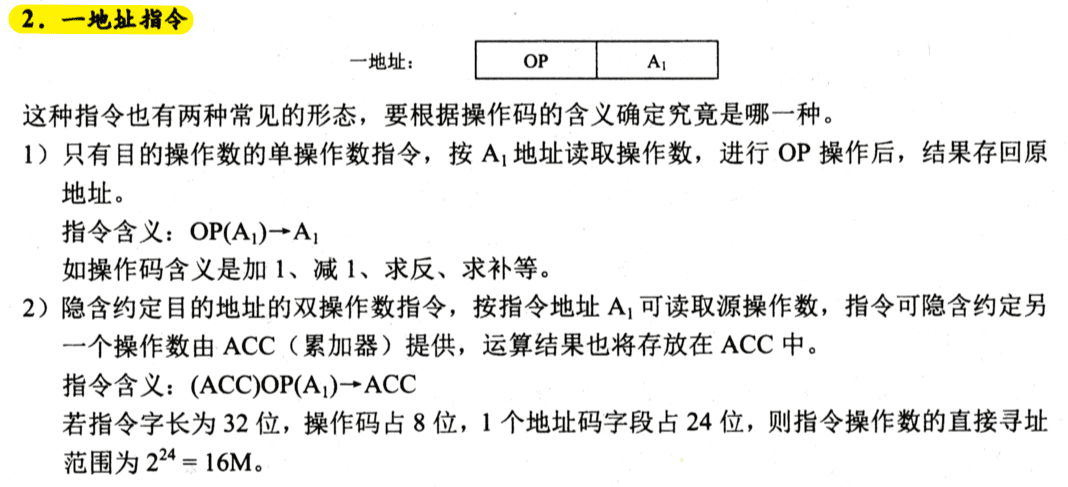 2．一地址指令
一地址： OP A₁
这种指令也有两种常见的形态，要根据操作码的含义确定究竟是哪一种。
1）只有目的操作数的单操作数指令，按 A₁ 地址读取操作数，进行 OP 操作后，结果存回原
地址。
指令含义：OP(A₁)→A₁
如操作码含义是加 1、减 1、求反、求补等。
2）隐含约定目的地址的双操作数指令，按指令地址 A₁ 可读取源操作数，指令可隐含约定另
一个操作数由 ACC（累加器）提供，运算结果也将存放在 ACC 中。
指令含义：(ACC)OP(A₁)→ACC
若指令字长为 32 位，操作码占 8 位，1 个地址码字段占 24 位，则指令操作数的直接寻址
范围为 2²⁴ = 16M。